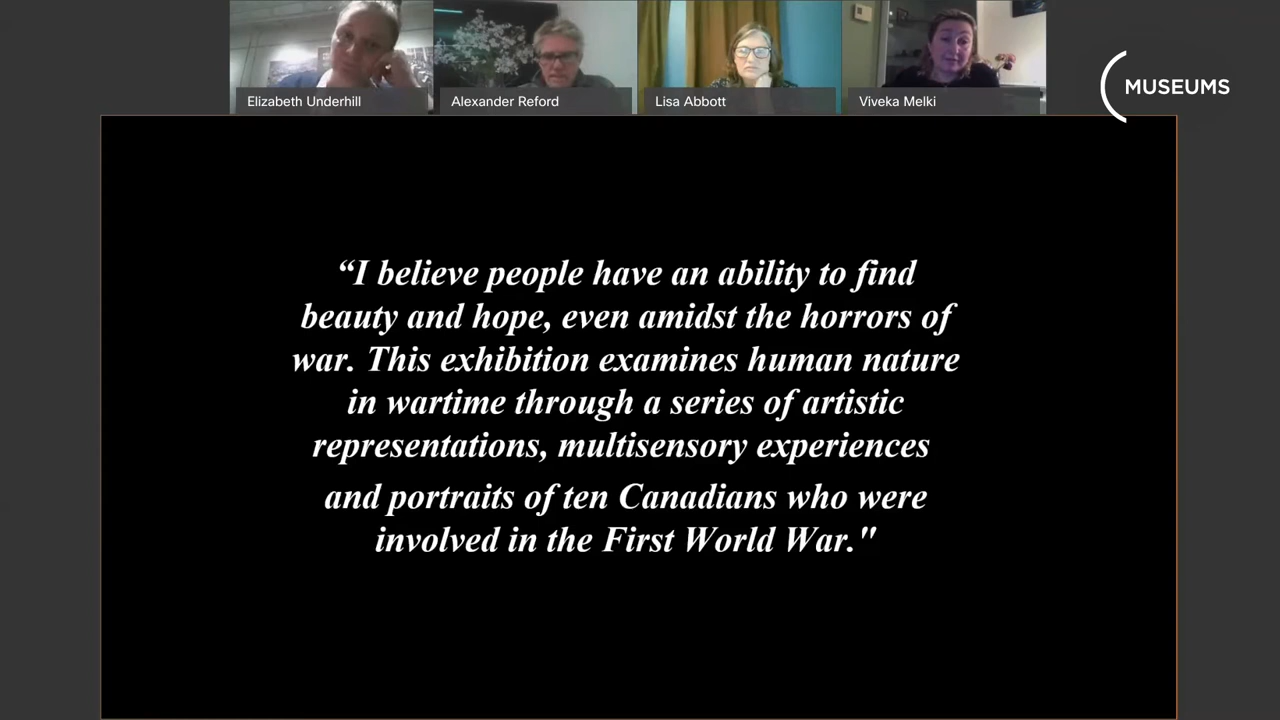 Elizabeth Underhill
Alexander Reford
Lisa Abbott
Viveka Melki
MUSEUMS
“I believe people have an ability to find
beauty and hope, even amidst the horrors of
war. This exhibition examines human nature
in wartime through a series of artistic
representations, multisensory experiences
and portraits of ten Canadians who were
involved in the First World War."